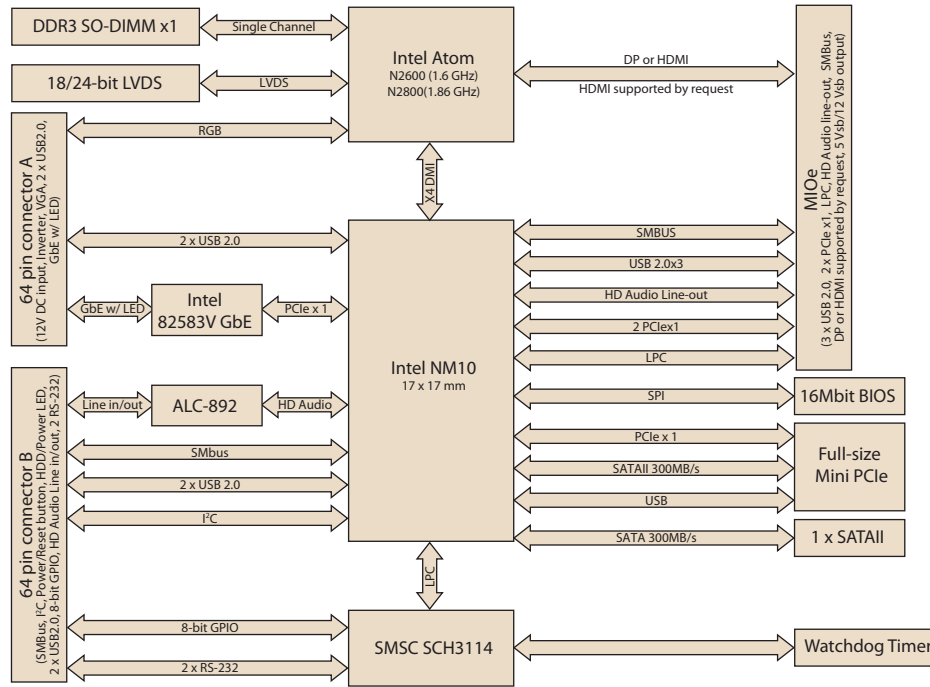 DDR3 SO-DIMM x1
Single Channel
18/24-bit LVDS
LVDS
Intel Atom
N2600 (1.6 GHz)
N2800(1.86 GHz)
DP or HDMI
HDMI supported by request
RGB
X4 DMI
64 pin connector A
(12V DC input, Inverter, VGA, 2 x USB2.0,
GbE w/ LED)
2 x USB 2.0
GbE w/ LED
Intel
82583V GbE
PCIe x 1
MIOe
(3 x USB 2.0, 2 x PCIe x1, LPC, HD Audio line-out, SMBus,
DP or HDMI supported by request, 5 Vsb/12 Vsb output)
SMBUS
USB 2.0x3
HD Audio Line-out
2 PCIex1
LPC
Intel NM10
17 x 17 mm
64 pin connector B
(SMBus, I²C, Power/Reset button, HDD/Power LED,
2 x USB2.0, 8-bit GPIO, HD Audio Line in/out, 2 RS-232)
Line in/out
ALC-892
HD Audio
SMbus
2 x USB 2.0
I²C
SPI
16Mbit BIOS
PCIe x 1
SATAII 300MB/s
USB
Full-size
Mini PCIe
SATA 300MB/s
1 x SATAII
LPC
8-bit GPIO
2 x RS-232
SMSC SCH3114
Watchdog Timer